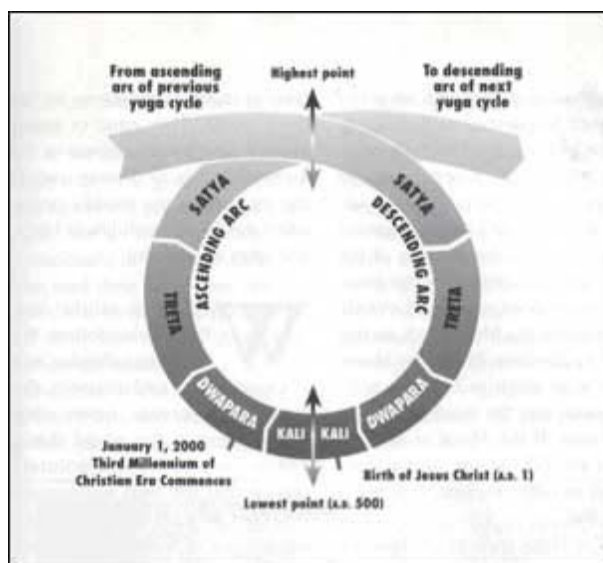 From ascending
arc of previous
yuga cycle
Highest point
To descending
arc of next
yuga cycle
SATYA
SATYA
ASCENDING ARC
DESCENDING ARC
TRETA
TRETA
DWAPARA
KALI
KALI
DWAPARA
January 1, 2000
Third Millennium of
Christian Era Commences
Birth of Jesus Christ (A.D. 1)
Lowest point (A.D. 500)